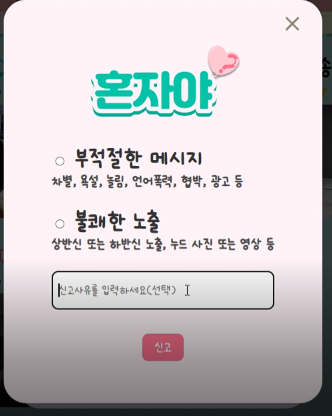 혼자야
부적절한 메시지
차별, 욕설, 놀림, 언어폭력, 협박, 광고 등
불쾌한 노출
상반신 또는 하반신 노출, 누드 사진 또는 영상 등
신고사유를 입력하세요(선택)
신고